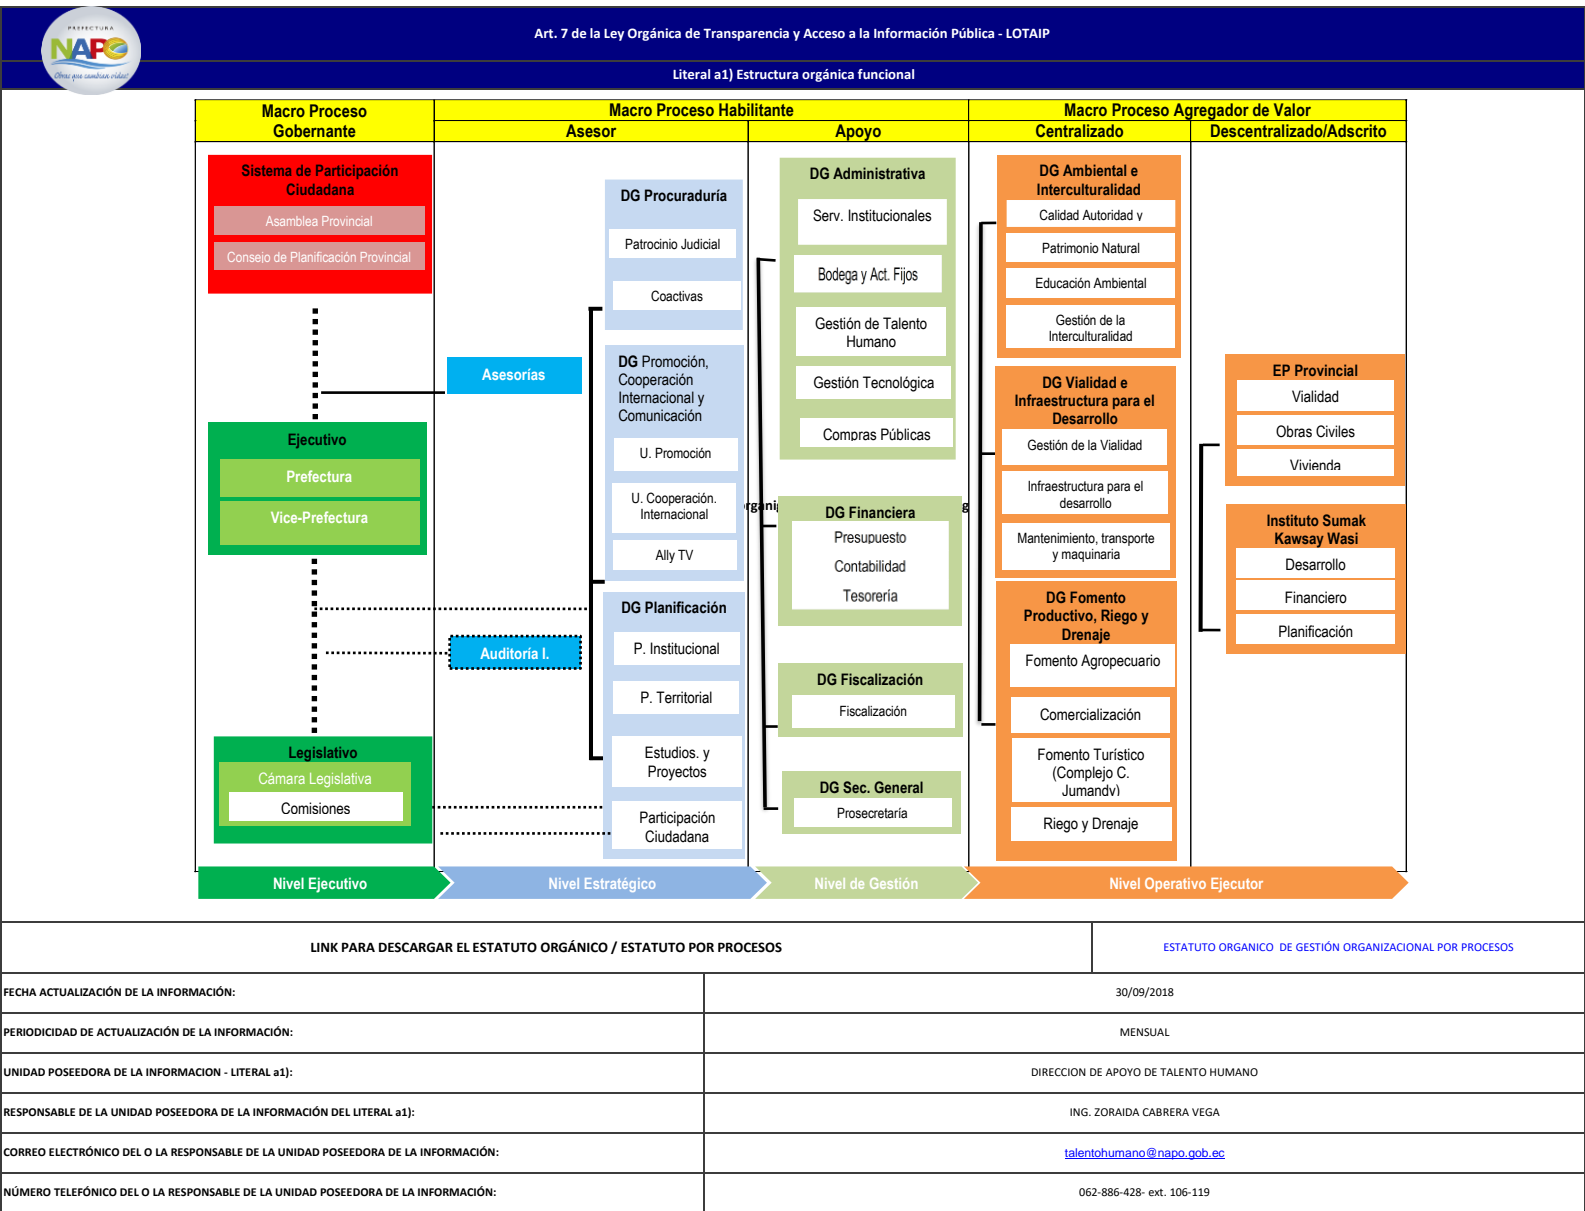 PREFECTURA
NAPO
Obras que cambian vidas!
Art. 7 de la Ley Orgánica de Transparencia y Acceso a la Información Pública - LOTAIP
Literal a1) Estructura orgánica funcional
Macro Proceso
Gobernante
Macro Proceso Habilitante
Macro Proceso Agregador de Valor
Asesor
Apoyo
Centralizado
Descentralizado/Adscrito
Sistema de Participación
Ciudadana
Asamblea Provincial
Consejo de Planificación Provincial
Ejecutivo
Prefectura
Vice-Prefectura
Legislativo
Cámara Legislativa
Comisiones
Asesorías
Auditoría I.
DG Procuraduría
Patrocinio Judicial
Coactivas
DG Promoción,
Cooperación
Internacional y
Comunicación
U. Promoción
U. Cooperación.
Internacional
Ally TV
DG Planificación
P. Institucional
P. Territorial
Estudios. y
Proyectos
Participación
Ciudadana
DG Administrativa
Serv. Institucionales
Bodega y Act. Fijos
Gestión de Talento
Humano
Gestión Tecnológica
Compras Públicas
DG Financiera
Presupuesto
Contabilidad
Tesorería
DG Fiscalización
Fiscalización
DG Sec. General
Prosecretaría
DG Ambiental e
Interculturalidad
Calidad Autoridad y
Patrimonio Natural
Educación Ambiental
Gestión de la
Interculturalidad
DG Vialidad e
Infraestructura para el
Desarrollo
Gestión de la Vialidad
Infraestructura para el
desarrollo
Mantenimiento, transporte
y maquinaria
DG Fomento
Productivo, Riego y
Drenaje
Fomento Agropecuario
Comercialización
Fomento Turístico
(Complejo C.
Jumandy)
Riego y Drenaje
EP Provincial
Vialidad
Obras Civiles
Vivienda
Instituto Sumak
Kawsay Wasi
Desarrollo
Financiero
Planificación
Nivel Ejecutivo
Nivel Estratégico
Nivel de Gestión
Nivel Operativo Ejecutor
LINK PARA DESCARGAR EL ESTATUTO ORGÁNICO / ESTATUTO POR PROCESOS
ESTATUTO ORGANICO DE GESTIÓN ORGANIZACIONAL POR PROCESOS
FECHA ACTUALIZACIÓN DE LA INFORMACIÓN:
30/09/2018
PERIODICIDAD DE ACTUALIZACIÓN DE LA INFORMACIÓN:
MENSUAL
UNIDAD POSEEDORA DE LA INFORMACION - LITERAL a1):
DIRECCION DE APOYO DE TALENTO HUMANO
RESPONSABLE DE LA UNIDAD POSEEDORA DE LA INFORMACIÓN DEL LITERAL a1):
ING. ZORAIDA CABRERA VEGA
CORREO ELECTRÓNICO DEL O LA RESPONSABLE DE LA UNIDAD POSEEDORA DE LA INFORMACIÓN:
talentohumano@napo.gob.ec
NÚMERO TELEFÓNICO DEL O LA RESPONSABLE DE LA UNIDAD POSEEDORA DE LA INFORMACIÓN:
062-886-428- ext. 106-119